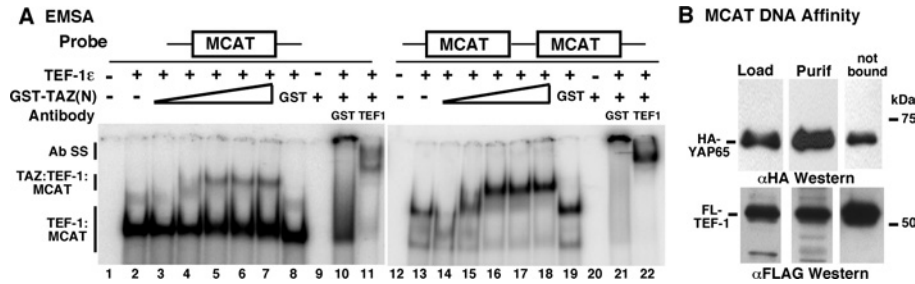 A EMSA
Probe MCAT MCAT MCAT
TEF-1ε - + + + + + + + - + + - + + + + + + + - + +
GST-TAZ(N) - - GST + + + - - GST + + +
Antibody GST TEF1 GST TEF1
Ab SS
TAZ:TEF-1:
MCAT
TEF-1:
MCAT
1 2 3 4 5 6 7 8 9 10 11 12 13 14 15 16 17 18 19 20 21 22
B MCAT DNA Affinity
Load Purif not bound
kDa
75
HA-
YAP65
αHA Western
FL-
TEF-1
50
αFLAG Western